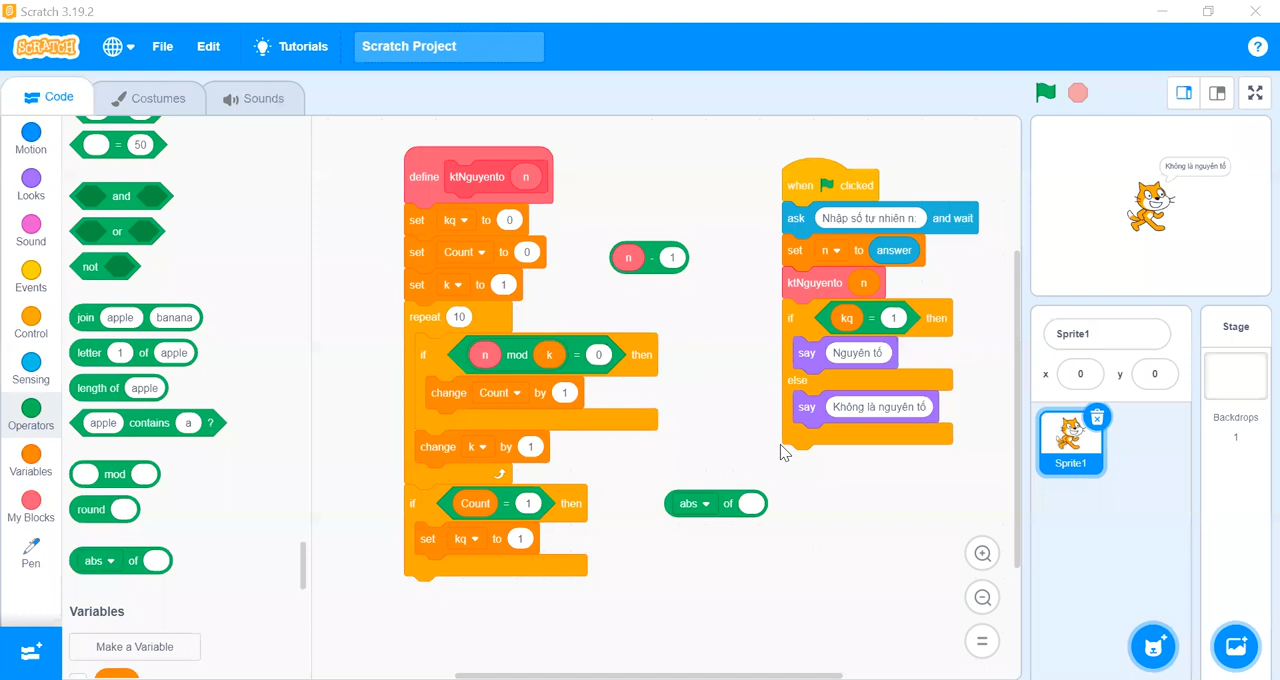 Scratch 3.19.2
SCRATCH
File
Edit
Tutorials
Scratch Project
?
Code
Costumes
Sounds
Motion
Looks
Sound
Events
Control
Sensing
Operators
Variables
My Blocks
Pen
= 50
and
or
not
join apple banana
letter 1 of apple
length of apple
apple contains a ?
mod
round
abs of
Variables
Make a Variable
define ktNguyento n
set kq to 0
set Count to 0
set k to 1
repeat 10
if n mod k = 0 then
change Count by 1
change k by 1
if Count = 1 then
set kq to 1
n - 1
abs of
when clicked
ask Nhập số tự nhiên n: and wait
set n to answer
ktNguyento n
if kq = 1 then
say Nguyên tố
else
say Không là nguyên tố
Không là nguyên tố
Sprite1
x 0 y 0
Sprite1
Stage
Backdrops
1